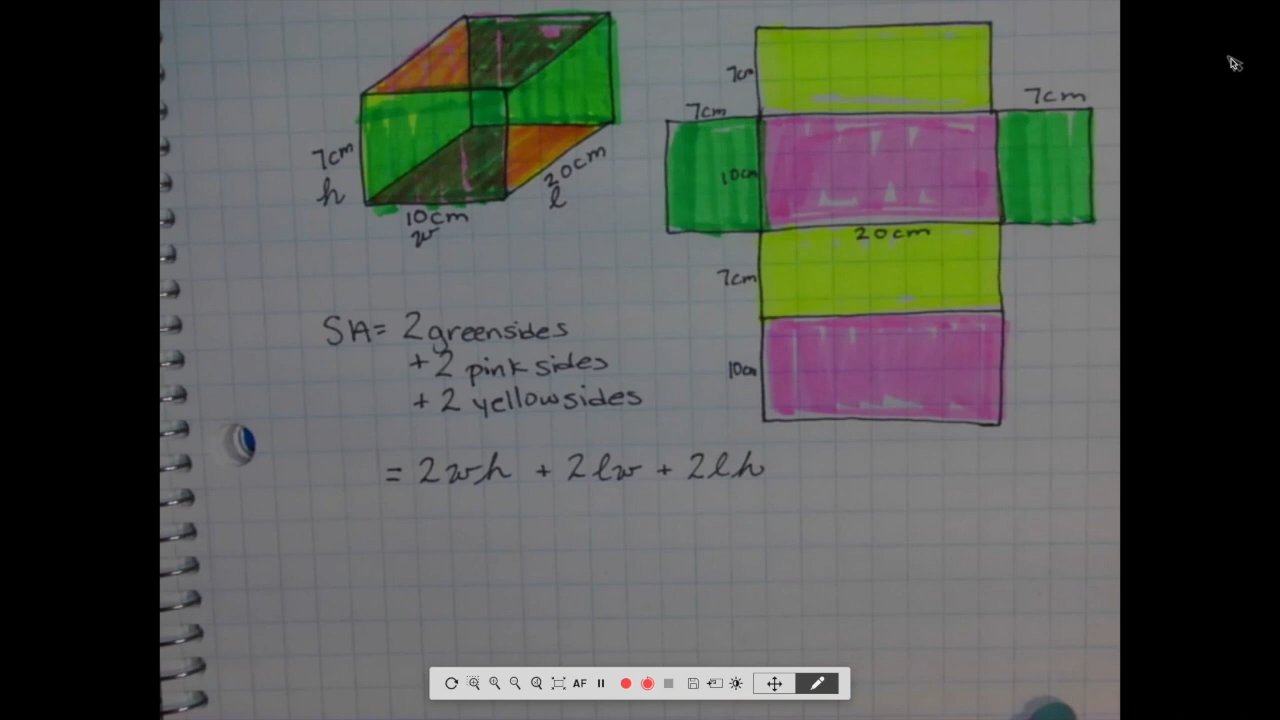 7cm
h
10cm
w
20cm
l
7cm
7cm
7cm
10cm
20cm
7cm
10cm
SA= 2 greensides
+ 2 pink sides
+ 2 yellowsides
= 2wh + 2lw + 2lh
AF